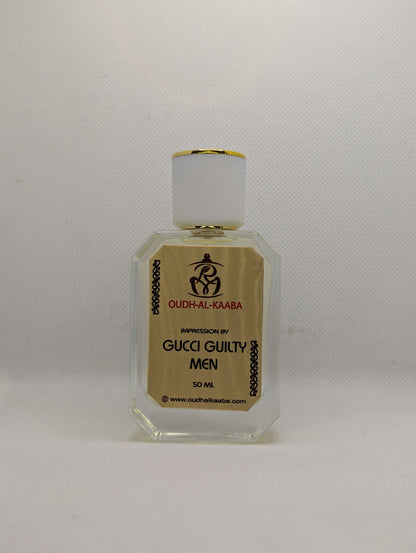 OUDH-AL-KAABA
IMPRESSION BY
GUCCI GUILTY
MEN
50 ML
www.oudhalkaaba.com